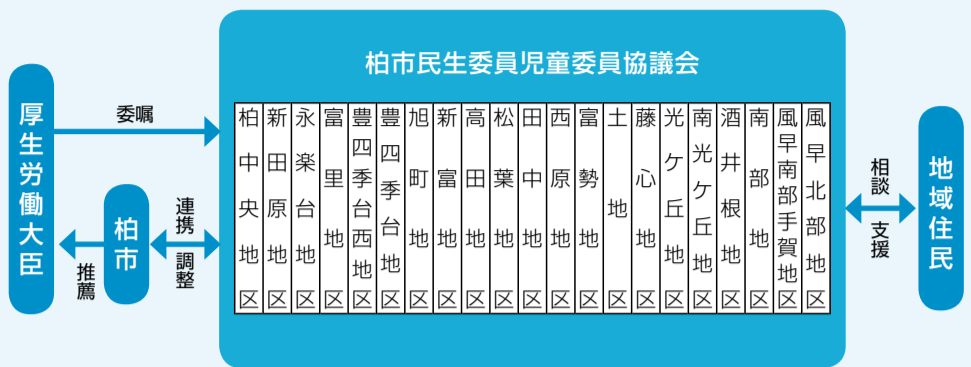 柏市民生委員児童委員協議会
厚生労働大臣
委嘱
柏市
推薦
連携
調整
柏中央地区
新田原地区
永楽台地区
富里地区
豊四季台西地区
豊四季台地区
旭町地区
新富地区
高田地区
松葉地区
田中地区
西原地区
富勢地区
土地区
藤心地区
光ケ丘地区
南光ケ丘地区
酒井根地区
南部地区
風早南部手賀地区
風早北部地区
相談
支援
地域住民